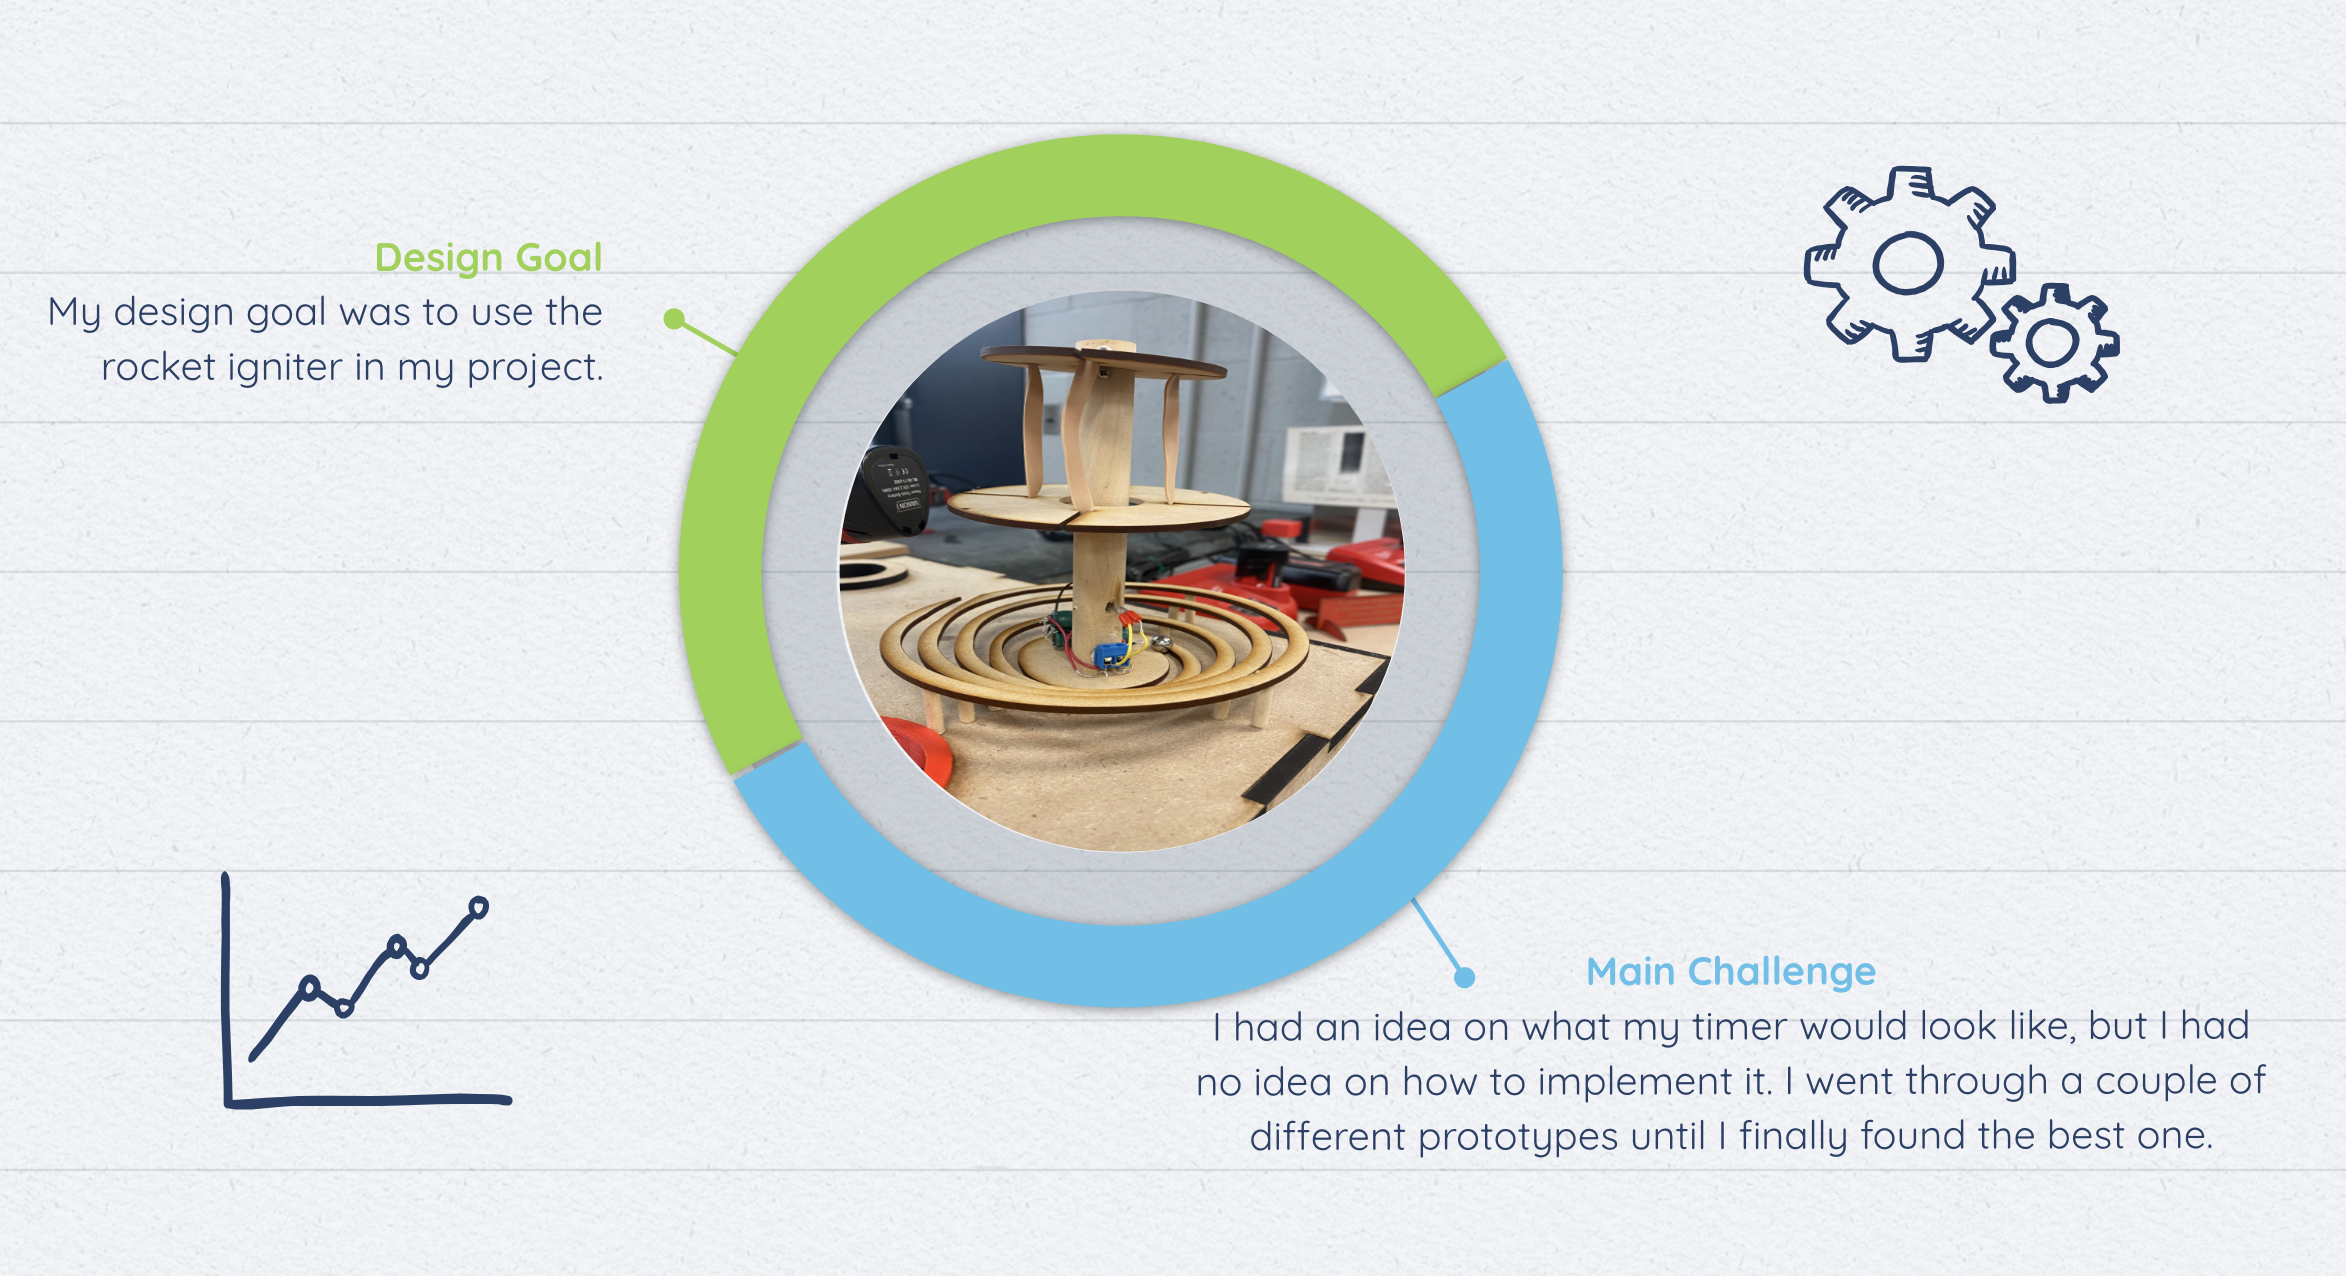 Design Goal
My design goal was to use the
rocket igniter in my project.
Main Challenge
I had an idea on what my timer would look like, but I had
no idea on how to implement it. I went through a couple of
different prototypes until I finally found the best one.